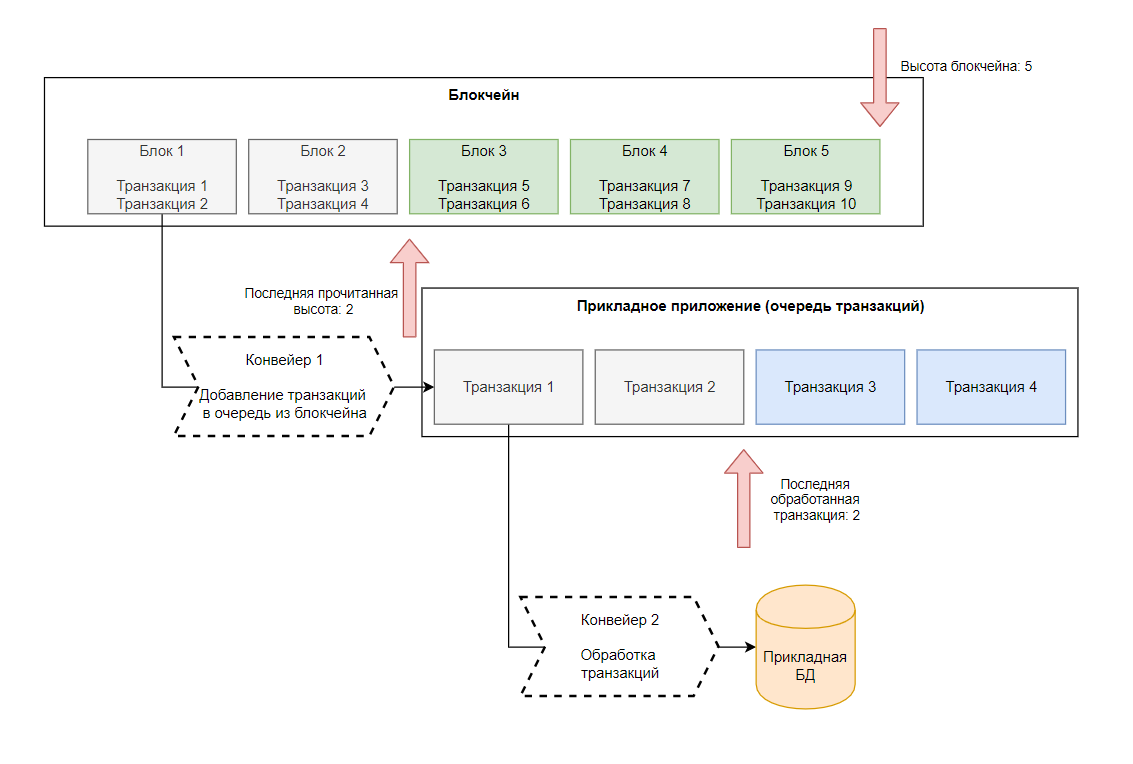 Высота блокчейна: 5
Блокчейн
Блок 1
Транзакция 1
Транзакция 2
Блок 2
Транзакция 3
Транзакция 4
Блок 3
Транзакция 5
Транзакция 6
Блок 4
Транзакция 7
Транзакция 8
Блок 5
Транзакция 9
Транзакция 10
Последняя прочитанная
высота: 2
Прикладное приложение (очередь транзакций)
Транзакция 1
Транзакция 2
Транзакция 3
Транзакция 4
Конвейер 1
Добавление транзакций
в очередь из блокчейна
Последняя
обработанная
транзакция: 2
Конвейер 2
Обработка
транзакций
Прикладная
БД